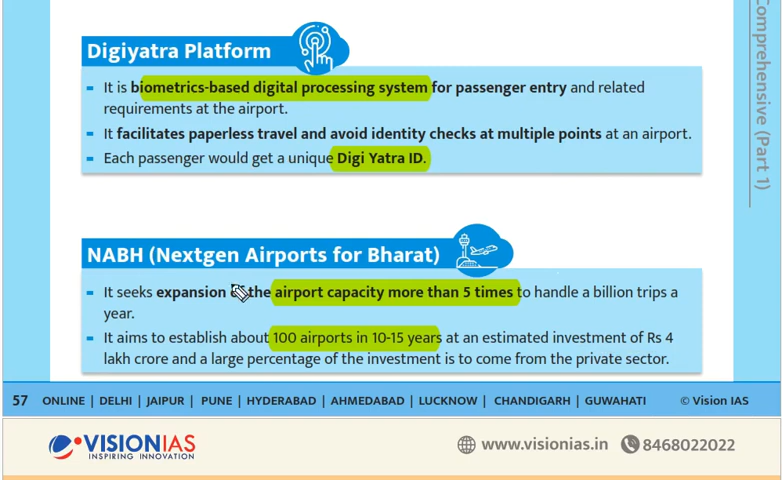 Comprehensive (Part 1)
Digiyatra Platform
- It is biometrics-based digital processing system for passenger entry and related
requirements at the airport.
- It facilitates paperless travel and avoid identity checks at multiple points at an airport.
- Each passenger would get a unique Digi Yatra ID.
NABH (Nextgen Airports for Bharat)
- It seeks expansion of the airport capacity more than 5 times to handle a billion trips a
year.
- It aims to establish about 100 airports in 10-15 years at an estimated investment of Rs 4
lakh crore and a large percentage of the investment is to come from the private sector.
57 ONLINE | DELHI | JAIPUR | PUNE | HYDERABAD | AHMEDABAD | LUCKNOW | CHANDIGARH | GUWAHATI © Vision IAS
VISIONIAS www.visionias.in 8468022022
INSPIRING INNOVATION